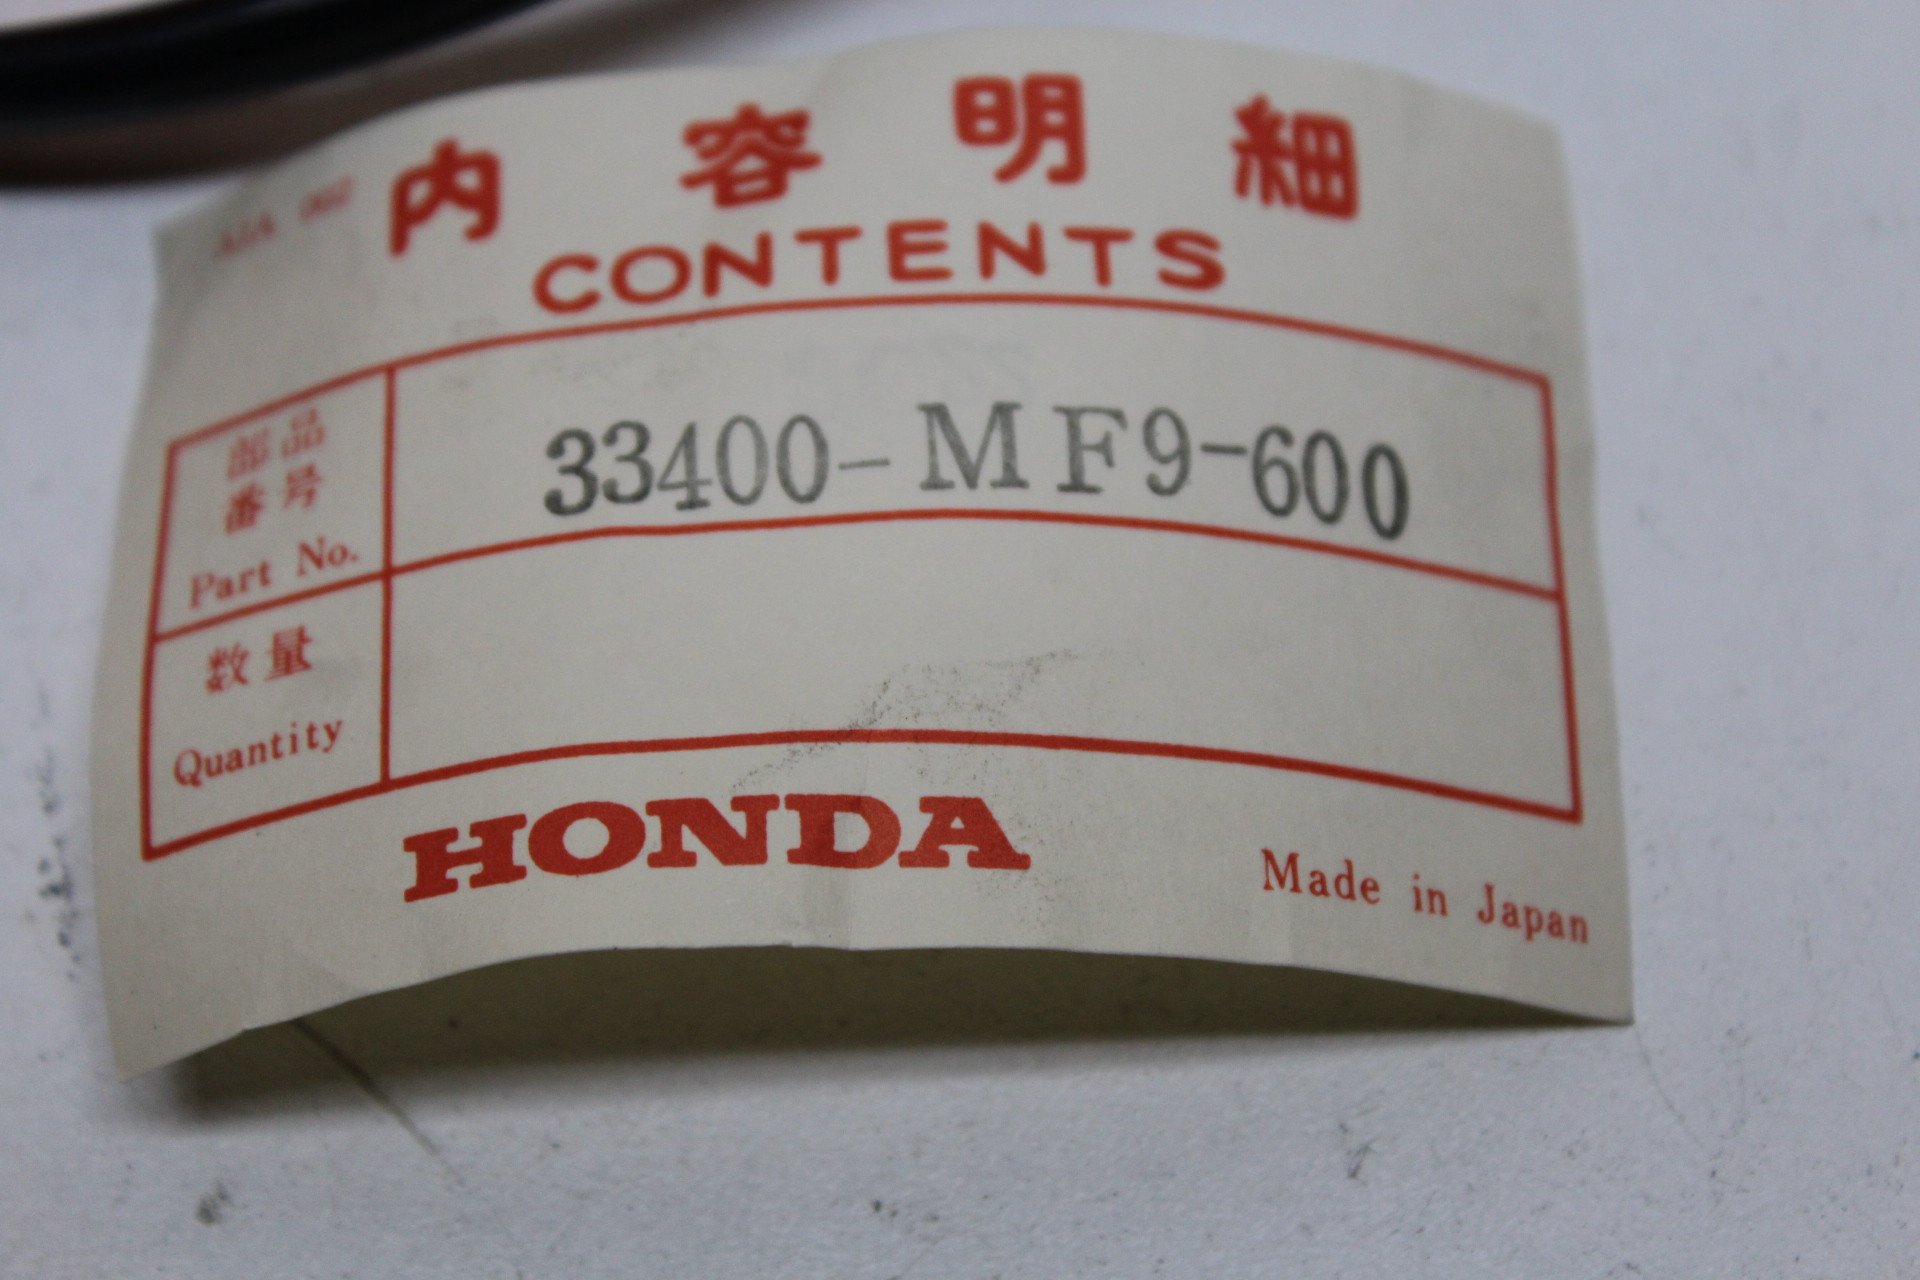 内容明細
CONTENTS
部品
番号
Part No.
33400-MF9-600
数量
Quantity
HONDA
Made in Japan